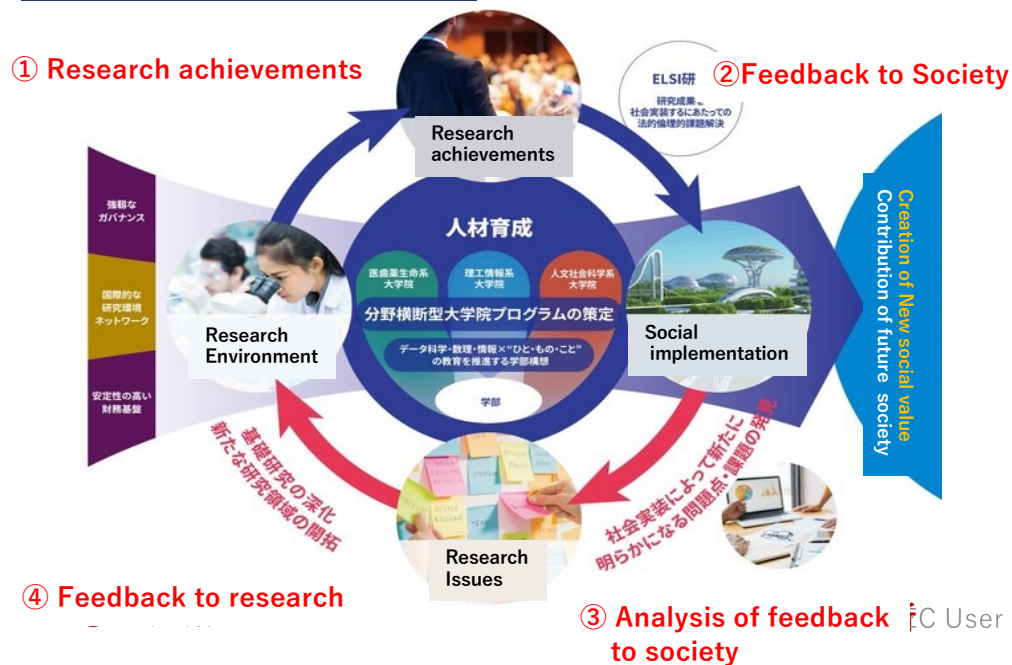 ① Research achievements
②Feedback to Society
ELSI研
研究成果
社会実装するにあたっての
法的倫理的課題解決
Research
achievements
強靱な
ガバナンス
国際的な
研究環境
ネットワーク
安定性の高い
財務基盤
人材育成
医歯薬生命系
大学院
理工情報系
大学院
人文社会科学系
大学院
分野横断型大学院プログラムの策定
データ科学・数理・情報×“ひと・もの・こと”
の教育を推進する学部構想
学部
Research
Environment
Social
implementation
Creation of New social value
Contribution of future society
基礎研究の深化
新たな研究領域の開拓
社会実装によって新たに
明らかになる問題点・課題の発見
Research
Issues
④ Feedback to research
③ Analysis of feedback
to society
EC User